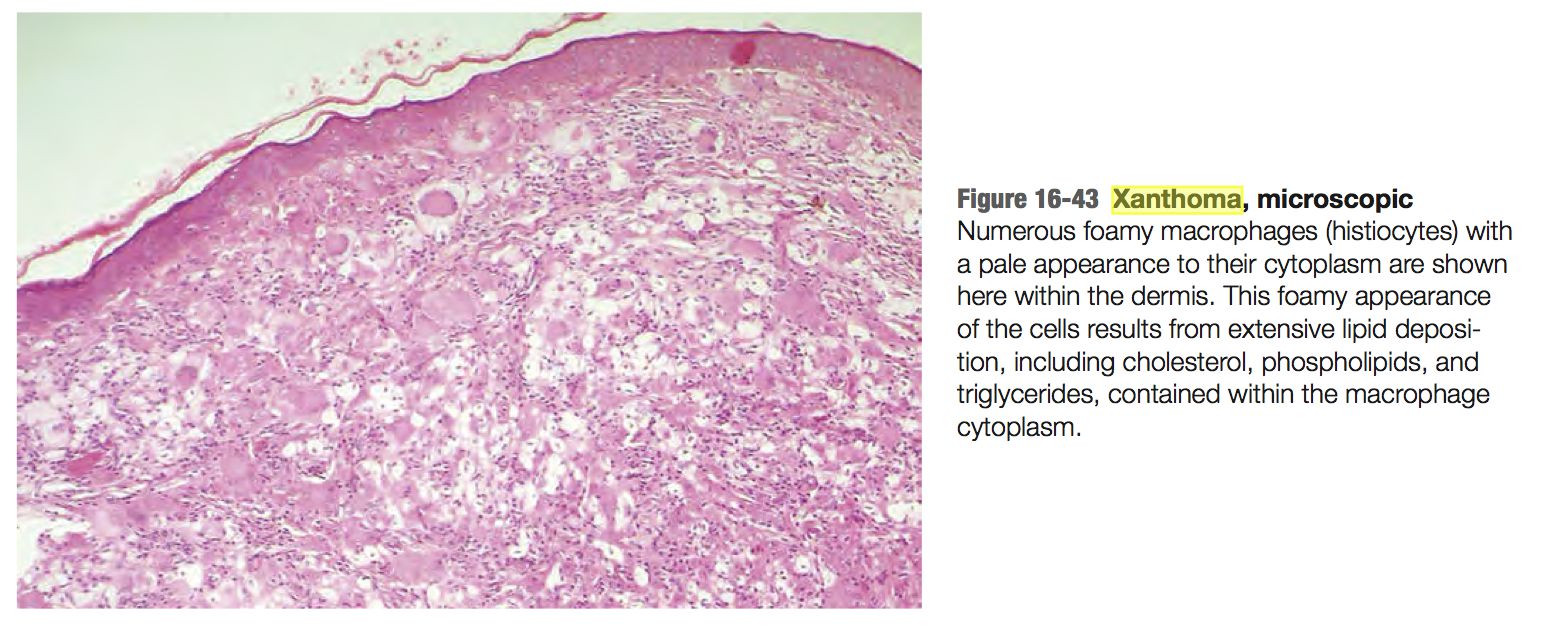 Figure 16-43 Xanthoma, microscopic
Numerous foamy macrophages (histiocytes) with
a pale appearance to their cytoplasm are shown
here within the dermis. This foamy appearance
of the cells results from extensive lipid deposi-
tion, including cholesterol, phospholipids, and
triglycerides, contained within the macrophage
cytoplasm.